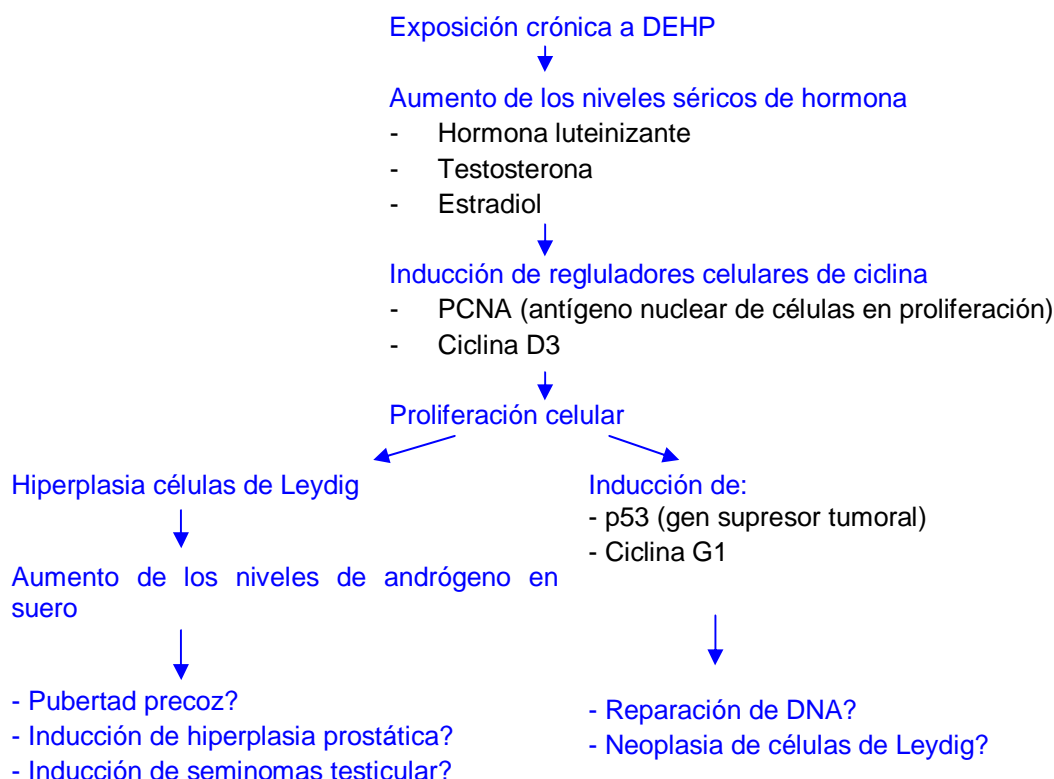 Exposición crónica a DEHP
Aumento de los niveles séricos de hormona
- Hormona luteinizante
- Testosterona
- Estradiol
Inducción de regluladores celulares de ciclina
- PCNA (antígeno nuclear de células en proliferación)
- Ciclina D3
Proliferación celular
Hiperplasia células de Leydig
Aumento de los niveles de andrógeno en
suero
- Pubertad precoz?
- Inducción de hiperplasia prostática?
- Inducción de seminomas testicular?
Inducción de:
- p53 (gen supresor tumoral)
- Ciclina G1
- Reparación de DNA?
- Neoplasia de células de Leydig?